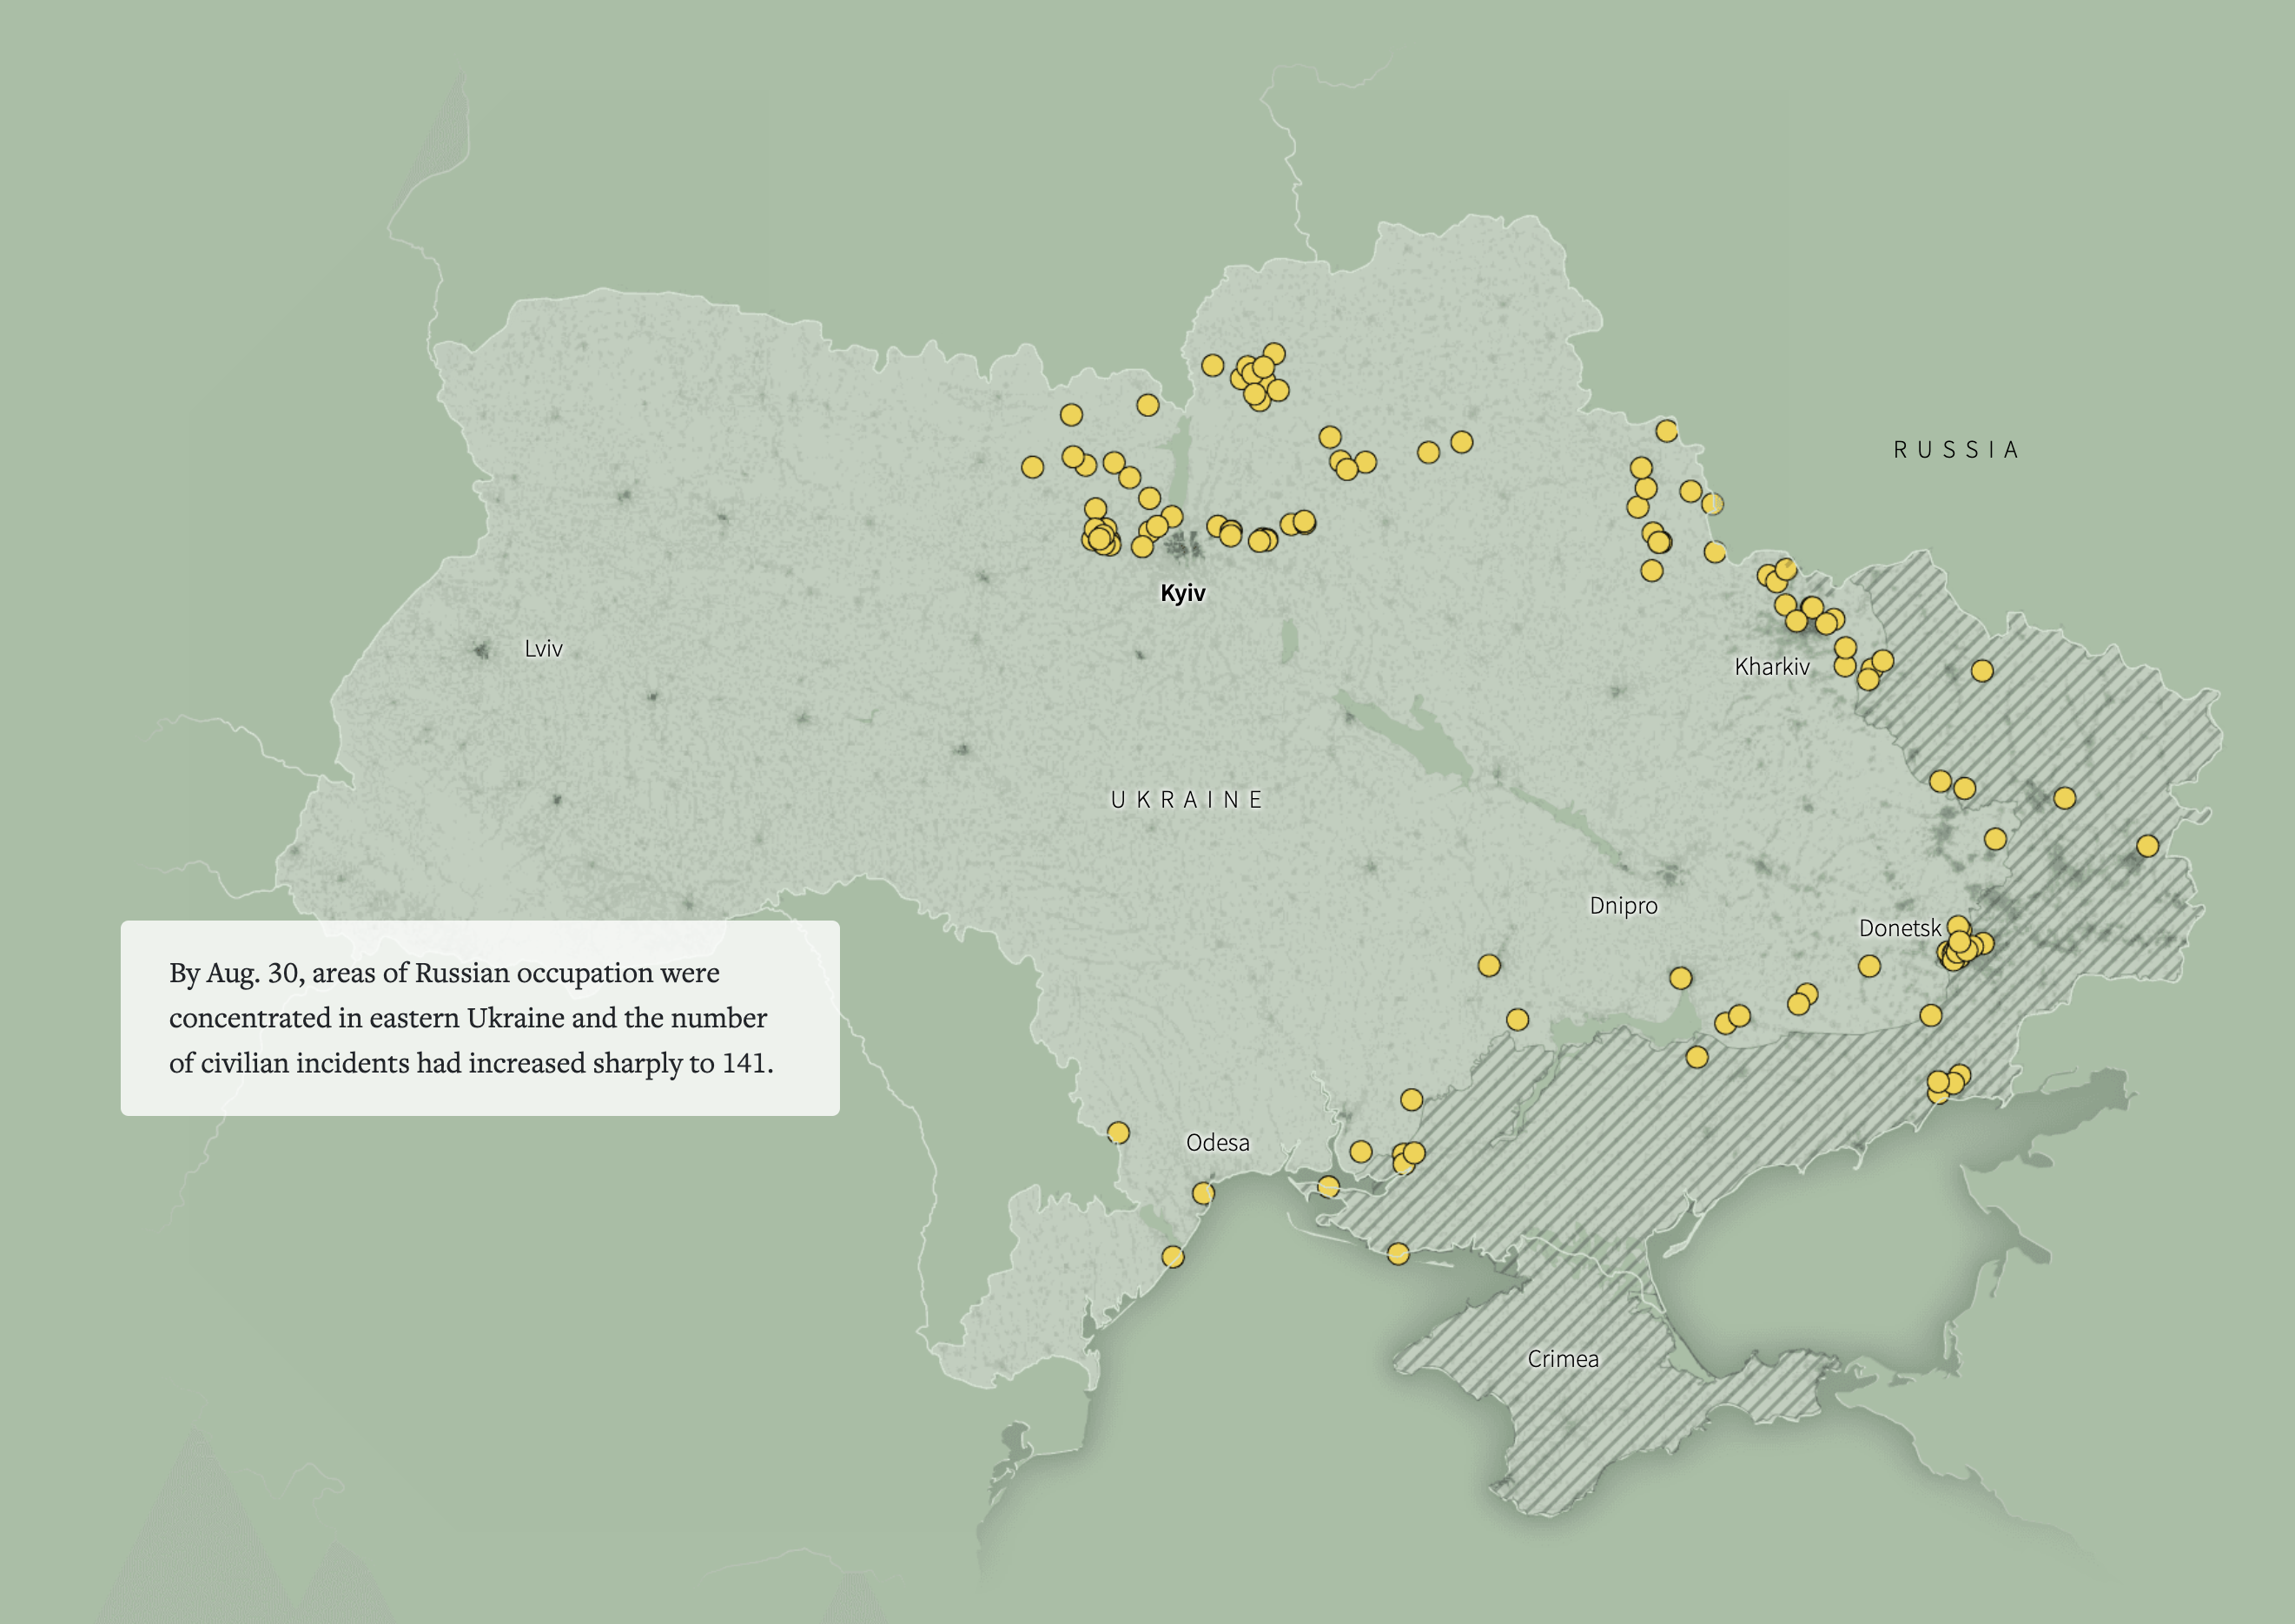 RUSSIA
Kyiv
Lviv
Kharkiv
UKRAINE
Dnipro
Donetsk
By Aug. 30, areas of Russian occupation were
concentrated in eastern Ukraine and the number
of civilian incidents had increased sharply to 141.
Odesa
Crimea